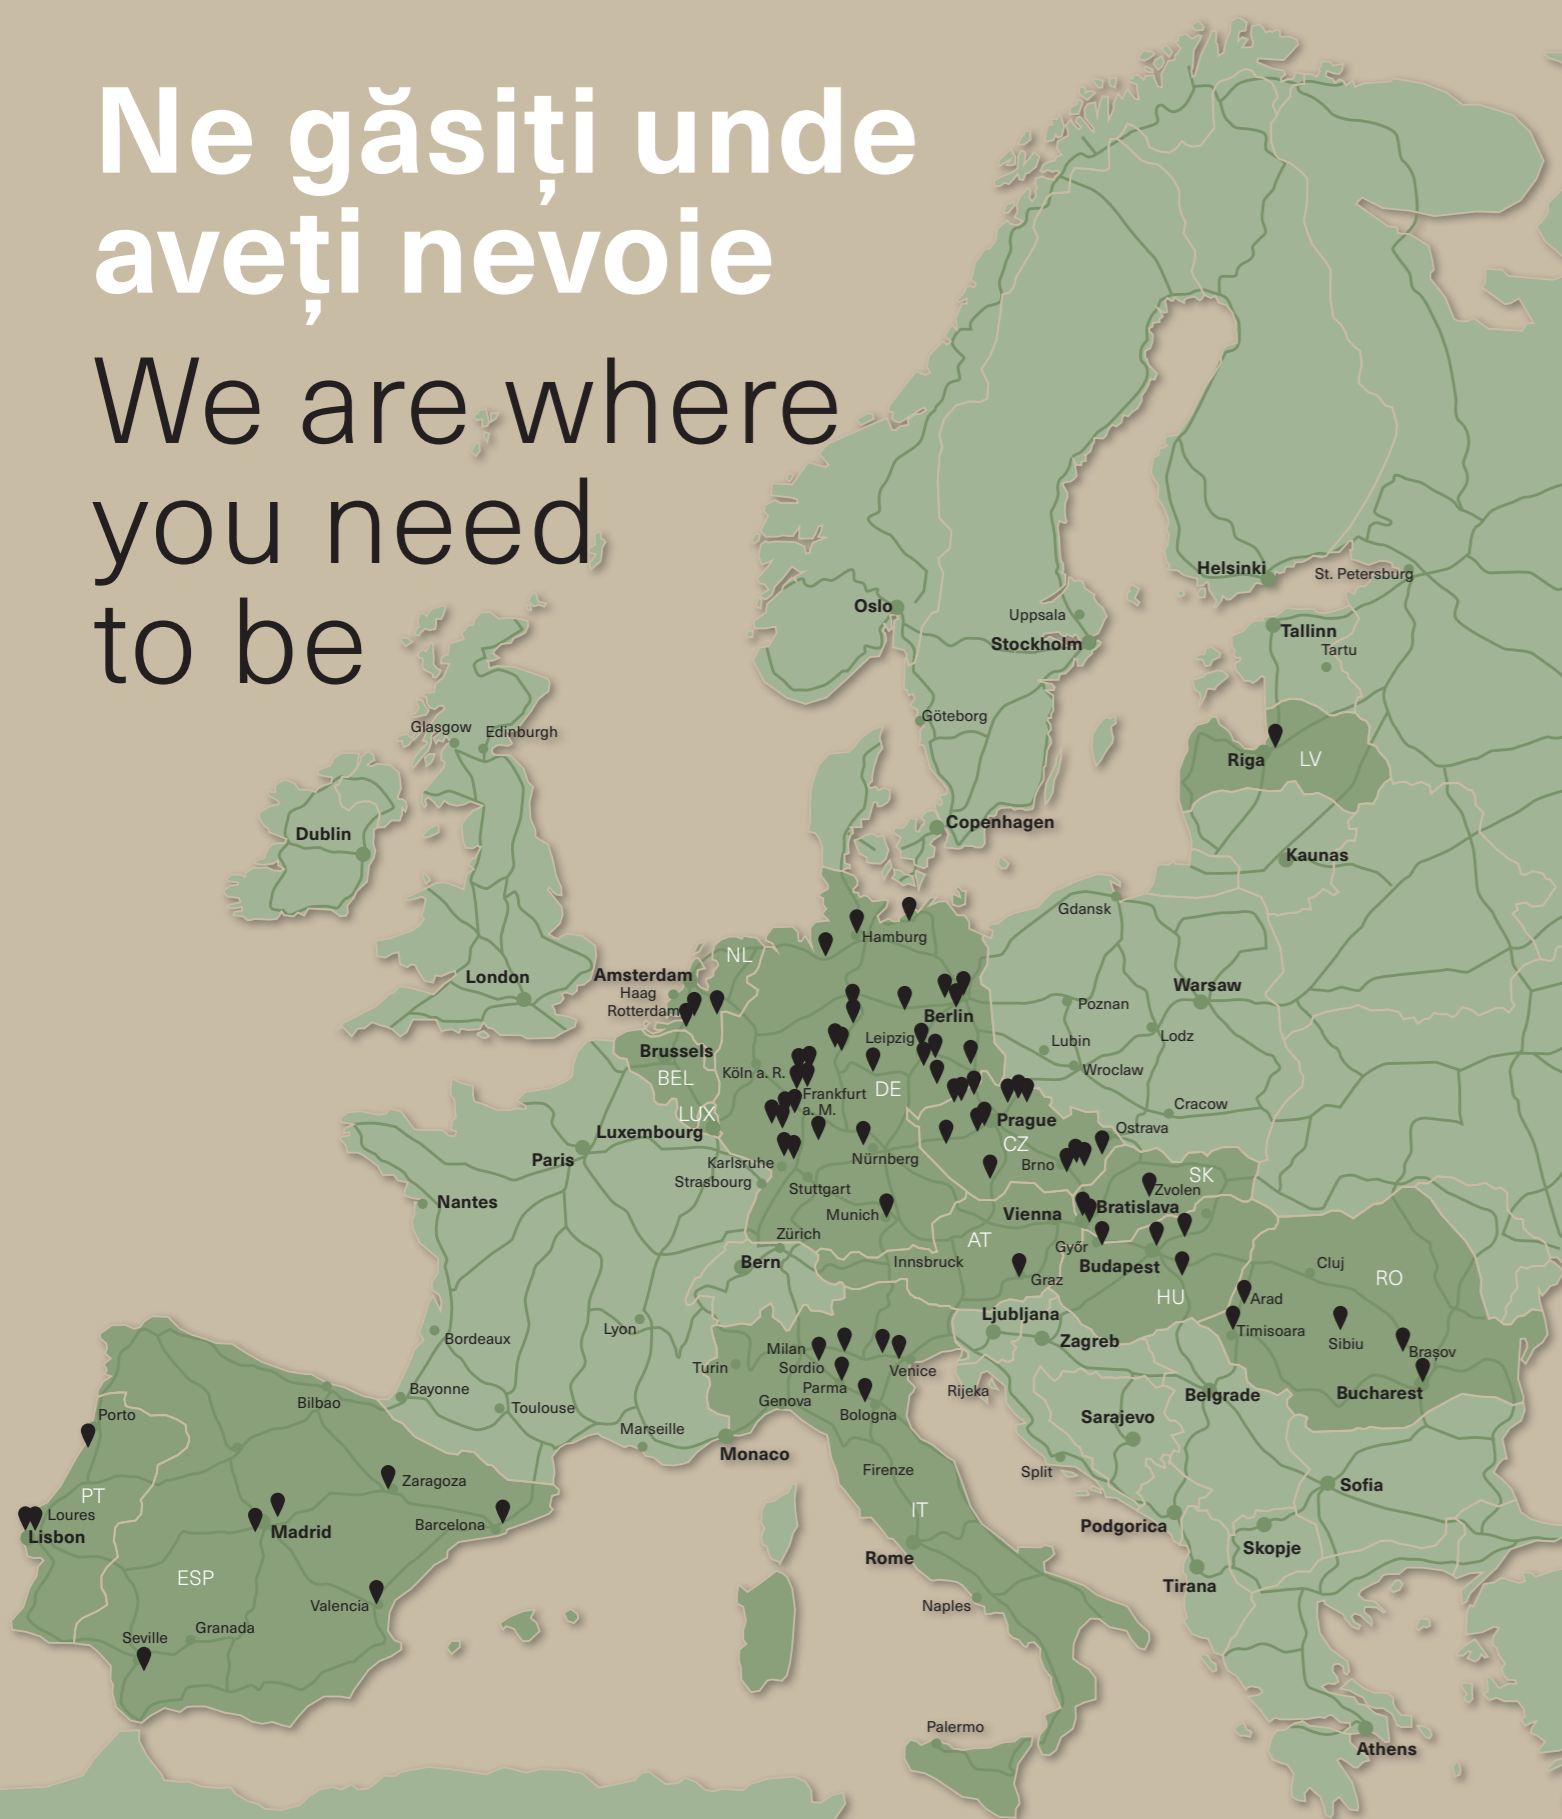 Ne găsiți unde
aveți nevoie
We are where
you need
to be
Helsinki
St. Petersburg
Oslo
Uppsala
Stockholm
Tallinn
Tartu
Göteborg
Glasgow
Edinburgh
Riga
LV
Dublin
Copenhagen
Kaunas
Gdansk
Hamburg
NL
London
Amsterdam
Haag
Rotterdam
Warsaw
Poznan
Berlin
Leipzig
Lodz
Lubin
Brussels
BEL
Köln a. R.
Wroclaw
DE
Frankfurt
a. M.
LUX
Luxembourg
Cracow
Prague
Ostrava
CZ
Paris
Nürnberg
Karlsruhe
Brno
SK
Strasbourg
Stuttgart
Zvolen
Nantes
Munich
Vienna
Bratislava
Zürich
AT
Győr
Bern
Innsbruck
Budapest
Cluj
Graz
RO
HU
Arad
Ljubljana
Timisoara
Lyon
Bordeaux
Zagreb
Sibiu
Milan
Brașov
Turin
Sordio
Venice
Bayonne
Parma
Rijeka
Belgrade
Bucharest
Bilbao
Genova
Toulouse
Bologna
Porto
Sarajevo
Marseille
Monaco
Firenze
Split
Zaragoza
Sofia
PT
Loures
IT
Lisbon
Madrid
Barcelona
Podgorica
Skopje
Rome
ESP
Tirana
Valencia
Naples
Granada
Seville
Palermo
Athens